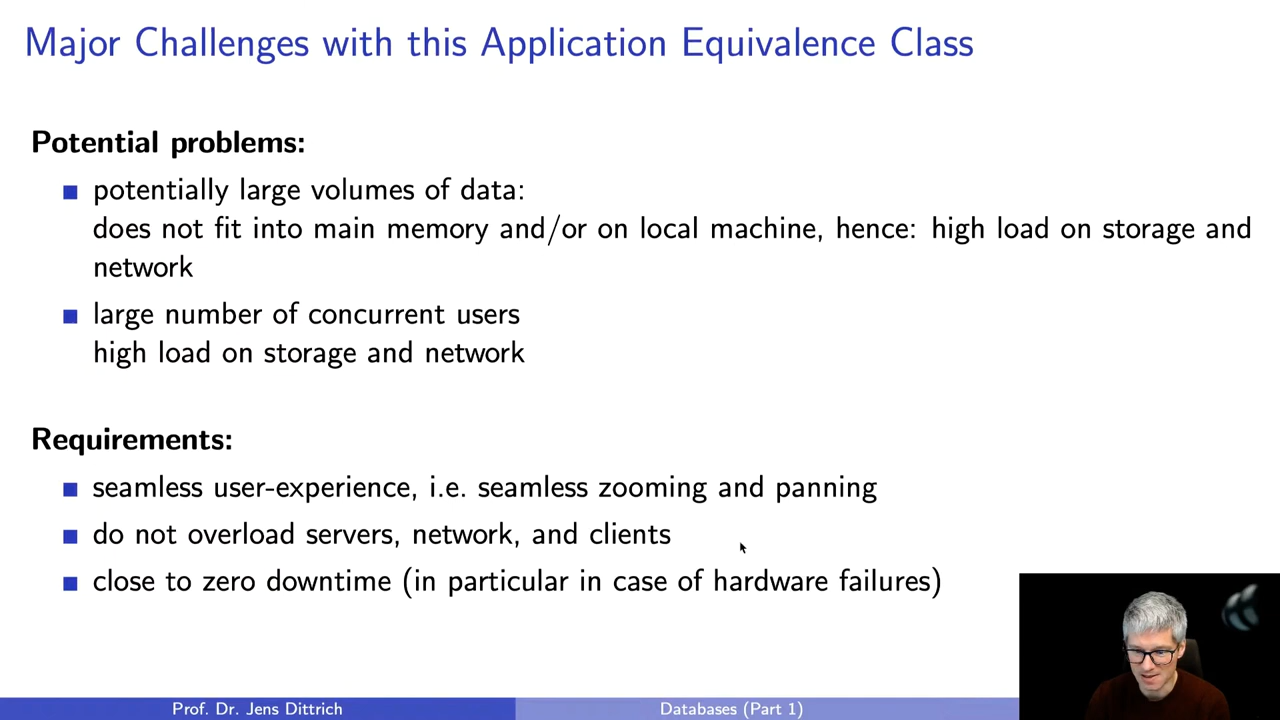 Major Challenges with this Application Equivalence Class
Potential problems:
potentially large volumes of data:
does not fit into main memory and/or on local machine, hence: high load on storage and
network
large number of concurrent users
high load on storage and network
Requirements:
seamless user-experience, i.e. seamless zooming and panning
do not overload servers, network, and clients
close to zero downtime (in particular in case of hardware failures)
Prof. Dr. Jens Dittrich
Databases (Part 1)